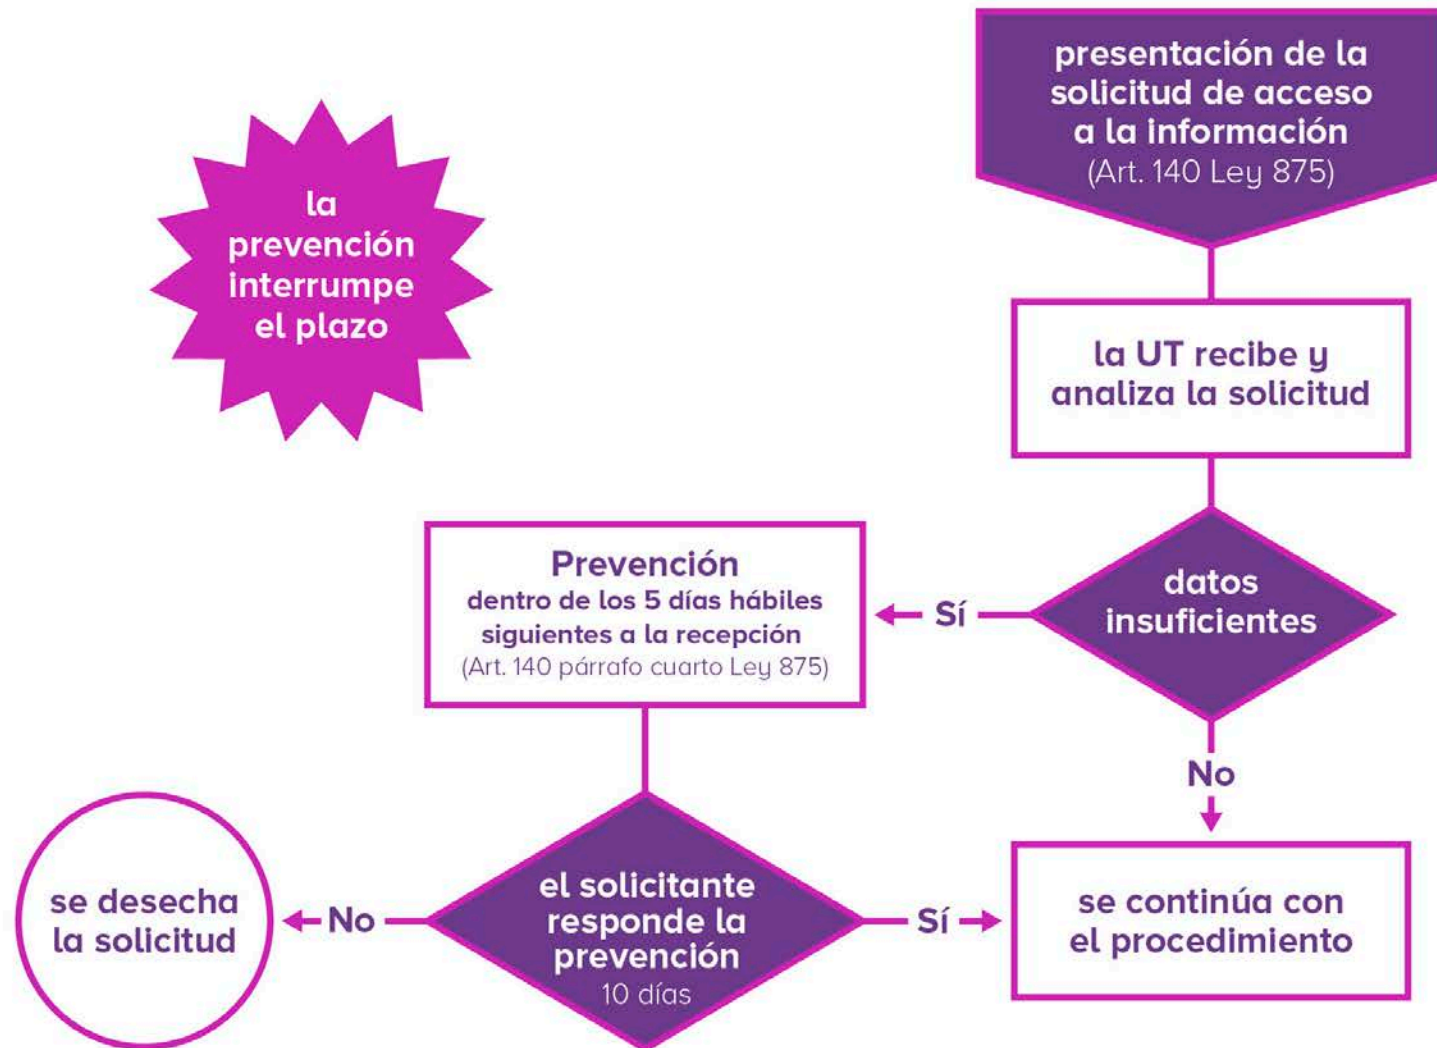 presentación de la
solicitud de acceso
a la información
(Art. 140 Ley 875)
la
prevención
interrumpe
el plazo
la UT recibe y
analiza la solicitud
datos
insuficientes
Sí
Prevención
dentro de los 5 días hábiles
siguientes a la recepción
(Art. 140 párrafo cuarto Ley 875)
No
el solicitante
responde la
prevención
10 días
No
se desecha
la solicitud
Sí
se continúa con
el procedimiento